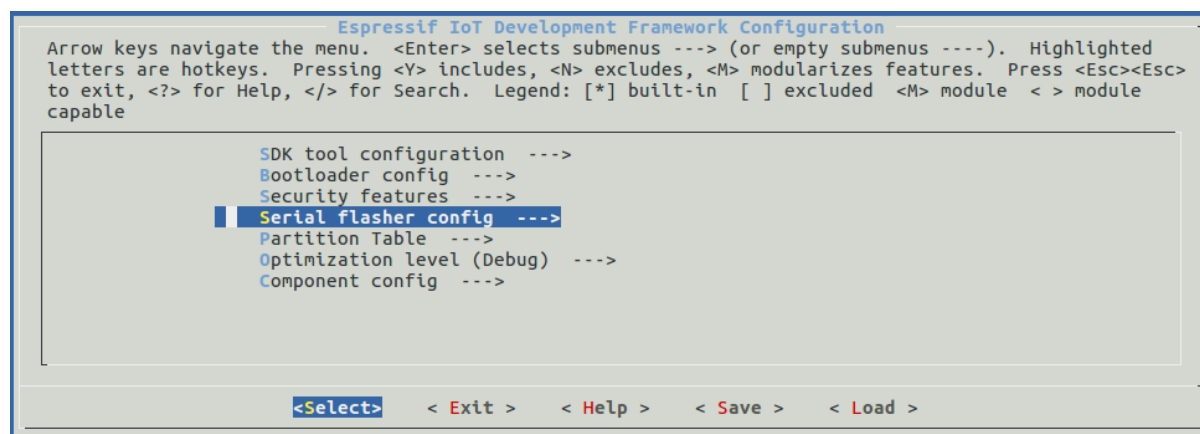 Espressif IoT Development Framework Configuration
Arrow keys navigate the menu.  <Enter> selects submenus ---> (or empty submenus ----).  Highlighted
letters are hotkeys.  Pressing <Y> includes, <N> excludes, <M> modularizes features.  Press <Esc><Esc>
to exit, <?> for Help, </> for Search.  Legend: [*] built-in  [ ] excluded  <M> module  < > module
capable
SDK tool configuration  --->
Bootloader config  --->
Security features  --->
Serial flasher config  --->
Partition Table  --->
Optimization level (Debug)  --->
Component config  --->
<Select>    < Exit >    < Help >    < Save >    < Load >